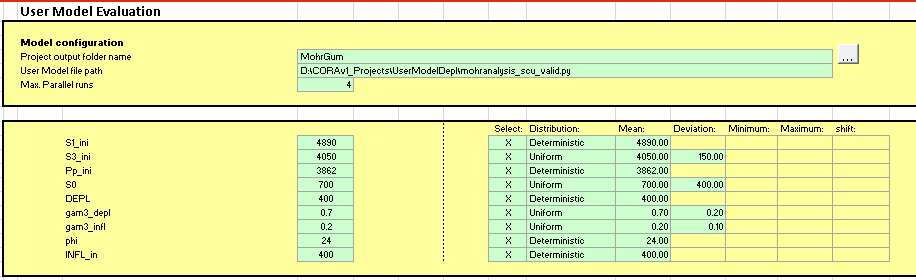 User Model Evaluation
Model configuration
Project output folder name MohrGum
User Model file path D:\CORAv1_Projects\UserModelDepl\mohranalysis_scu_valid.py
...
Max. Parallel runs 4
Select: Distribution: Mean: Deviation: Minimum: Maximum: shift:
S1_ini 4890 X Deterministic 4890.00
S3_ini 4050 X Uniform 4050.00 150.00
Pp_ini 3862 X Deterministic 3862.00
S0 700 X Uniform 700.00 400.00
DEPL 400 X Deterministic 400.00
gam3_depl 0.7 X Uniform 0.70 0.20
gam3_infl 0.2 X Uniform 0.20 0.10
phi 24 X Deterministic 24.00
INFL_in 400 X Deterministic 400.00